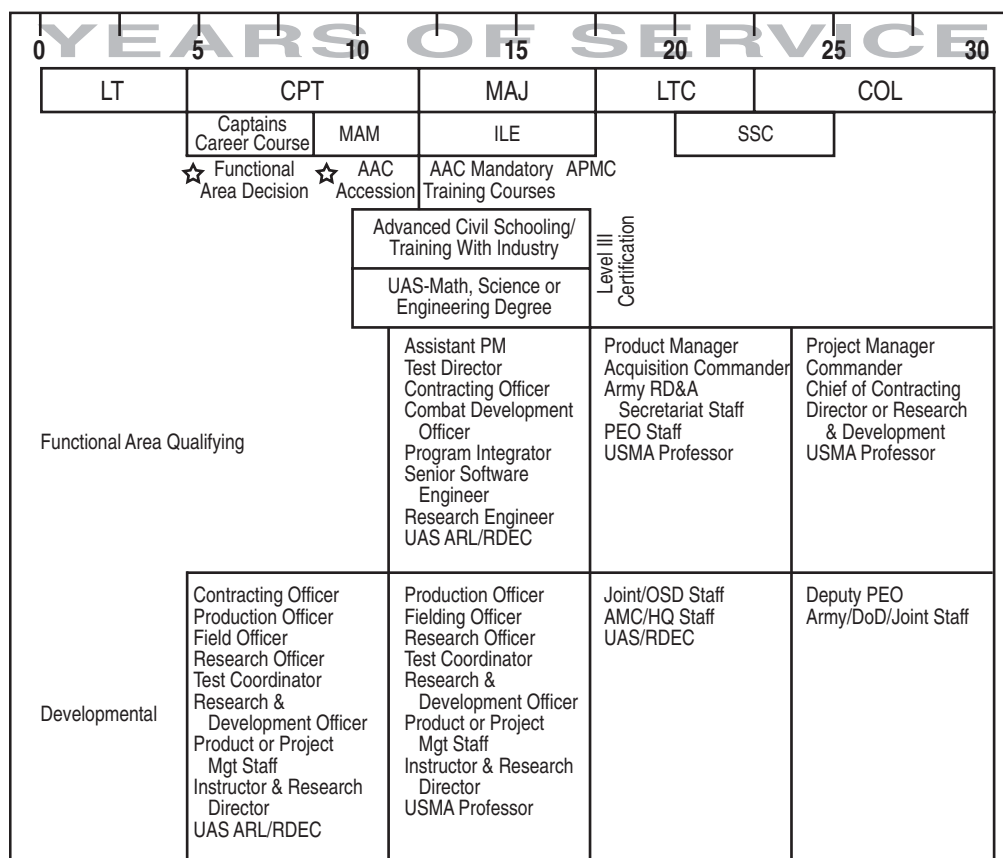 YEARS OF SERVICE
0 5 10 15 20 25 30
LT CPT MAJ LTC COL
Captains
Career Course
MAM
ILE
SSC
Functional
Area Decision
AAC
Accession
AAC Mandatory
Training Courses
APMC
Advanced Civil Schooling/
Training With Industry
UAS-Math, Science or
Engineering Degree
Level III
Certification
Functional Area Qualifying
Assistant PM
Test Director
Contracting Officer
Combat Development
Officer
Program Integrator
Senior Software
Engineer
Research Engineer
UAS ARL/RDEC
Product Manager
Acquisition Commander
Army RD&A
Secretariat Staff
PEO Staff
USMA Professor
Project Manager
Commander
Chief of Contracting
Director or Research
& Development
USMA Professor
Developmental
Contracting Officer
Production Officer
Field Officer
Research Officer
Test Coordinator
Research &
Development Officer
Product or Project
Mgt Staff
Instructor & Research
Director
UAS ARL/RDEC
Production Officer
Fielding Officer
Research Officer
Test Coordinator
Research &
Development Officer
Product or Project
Mgt Staff
Instructor & Research
Director
USMA Professor
Joint/OSD Staff
AMC/HQ Staff
UAS/RDEC
Deputy PEO
Army/DoD/Joint Staff